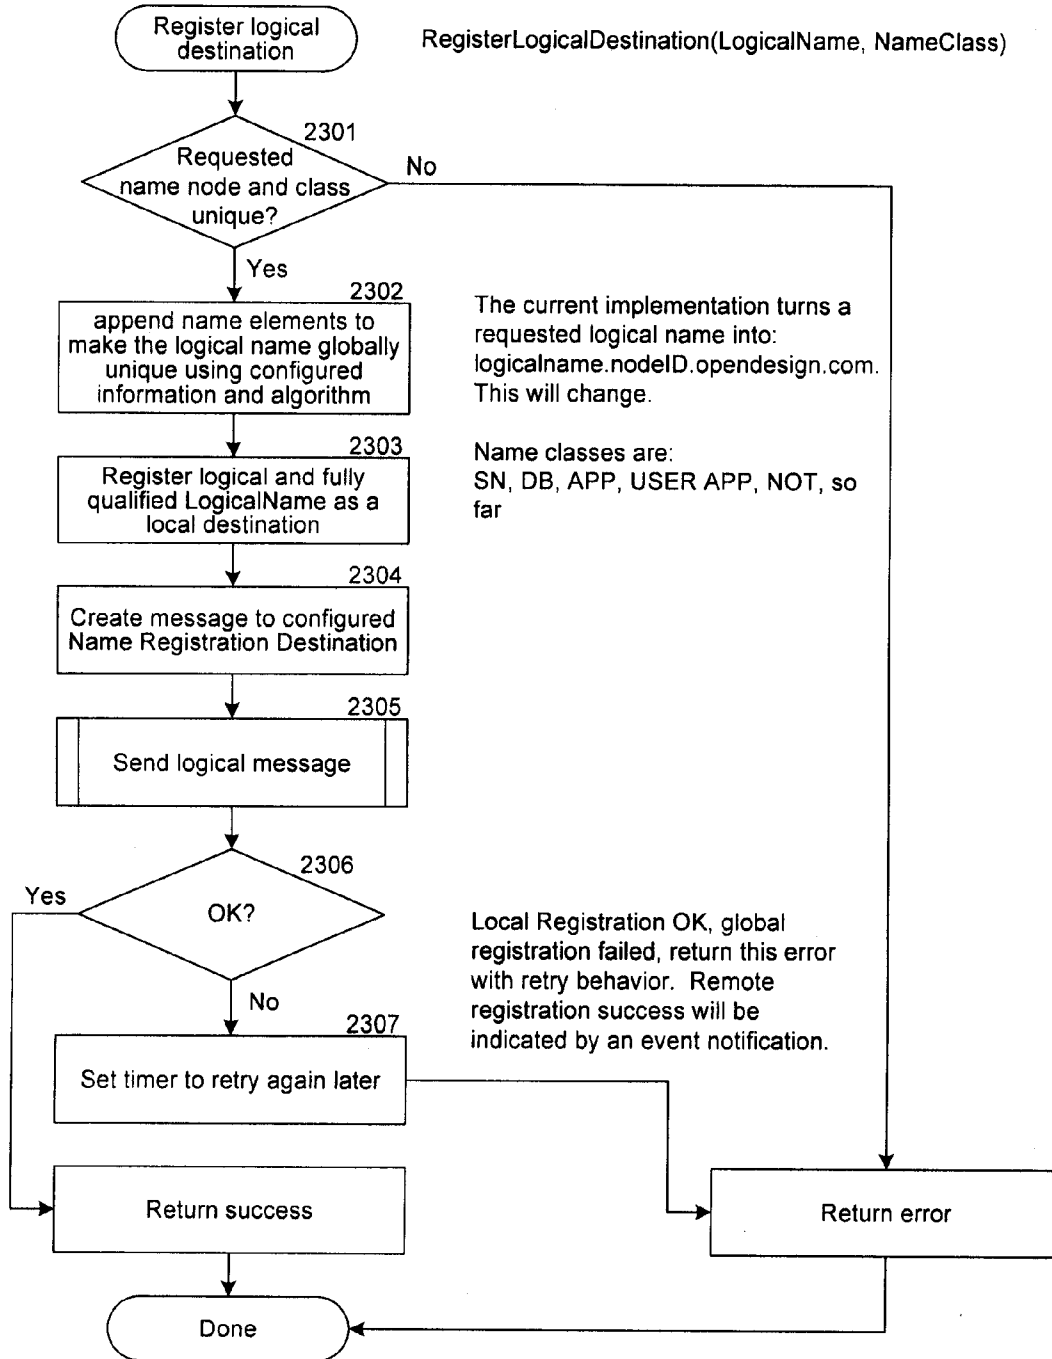 Register logical
destination
RegisterLogicalDestination(LogicalName, NameClass)
2301
Requested
name node and class
unique?
No
Yes
2302
append name elements to
make the logical name globally
unique using configured
information and algorithm
The current implementation turns a
requested logical name into:
logicalname.nodeID.opendesign.com.
This will change.
2303
Register logical and fully
qualified LogicalName as a
local destination
Name classes are:
SN, DB, APP, USER APP, NOT, so
far
2304
Create message to configured
Name Registration Destination
2305
Send logical message
2306
OK?
Yes
No
Local Registration OK, global
registration failed, return this error
with retry behavior. Remote
registration success will be
indicated by an event notification.
2307
Set timer to retry again later
Return success
Return error
Done